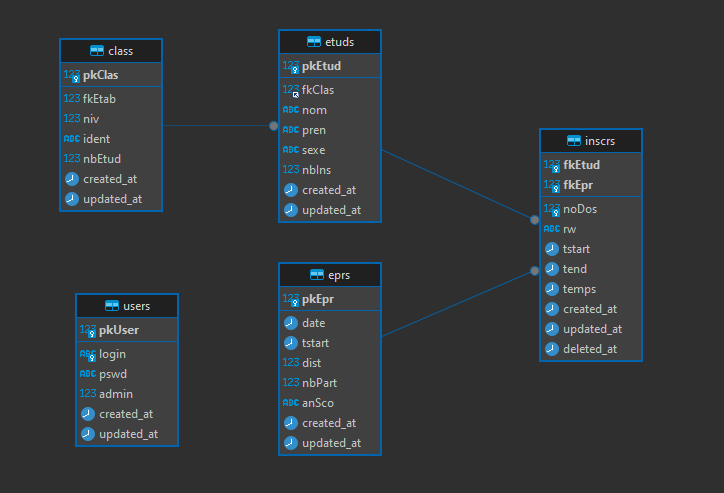 class
123 pkClas
123 fkEtab
123 niv
ABC ident
123 nbEtud
created_at
updated_at
etuds
123 pkEtud
123 fkClas
ABC nom
ABC pren
ABC sexe
123 nbIns
created_at
updated_at
inscrs
123 fkEtud
123 fkEpr
123 noDos
ABC rw
tstart
tend
temps
created_at
updated_at
deleted_at
users
123 pkUser
ABC login
ABC pswd
123 admin
created_at
updated_at
eprs
123 pkEpr
date
tstart
123 dist
123 nbPart
ABC anSco
created_at
updated_at